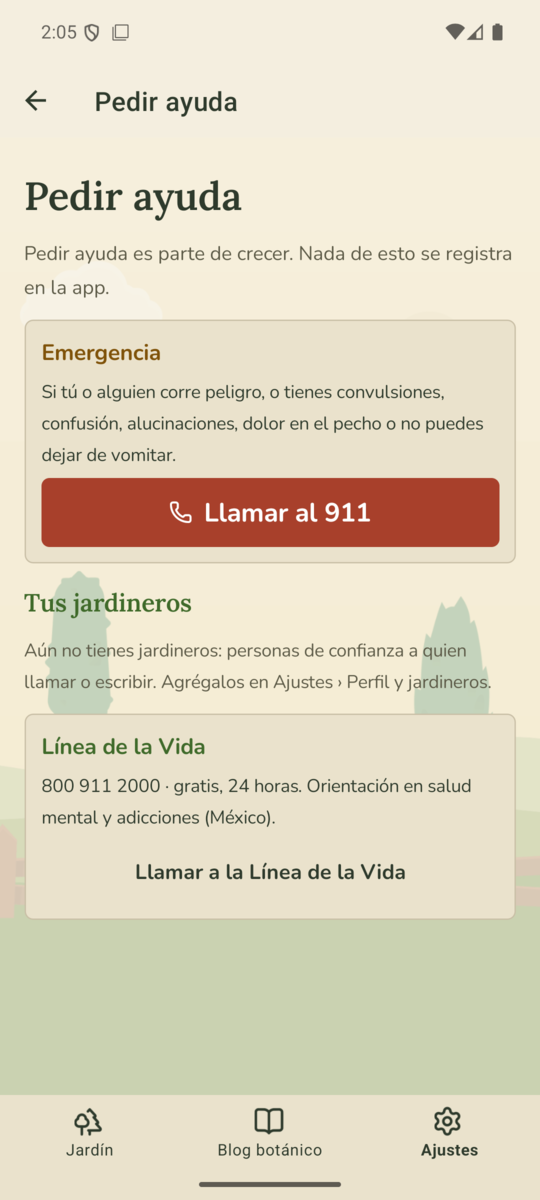 2:05
Pedir ayuda
Pedir ayuda
Pedir ayuda es parte de crecer. Nada de esto se registra
en la app.
Emergencia
Si tú o alguien corre peligro, o tienes convulsiones,
confusión, alucinaciones, dolor en el pecho o no puedes
dejar de vomitar.
Llamar al 911
Tus jardineros
Aún no tienes jardineros: personas de confianza a quien
llamar o escribir. Agrégalos en Ajustes › Perfil y jardineros.
Línea de la Vida
800 911 2000 · gratis, 24 horas. Orientación en salud
mental y adicciones (México).
Llamar a la Línea de la Vida
Jardín
Blog botánico
Ajustes